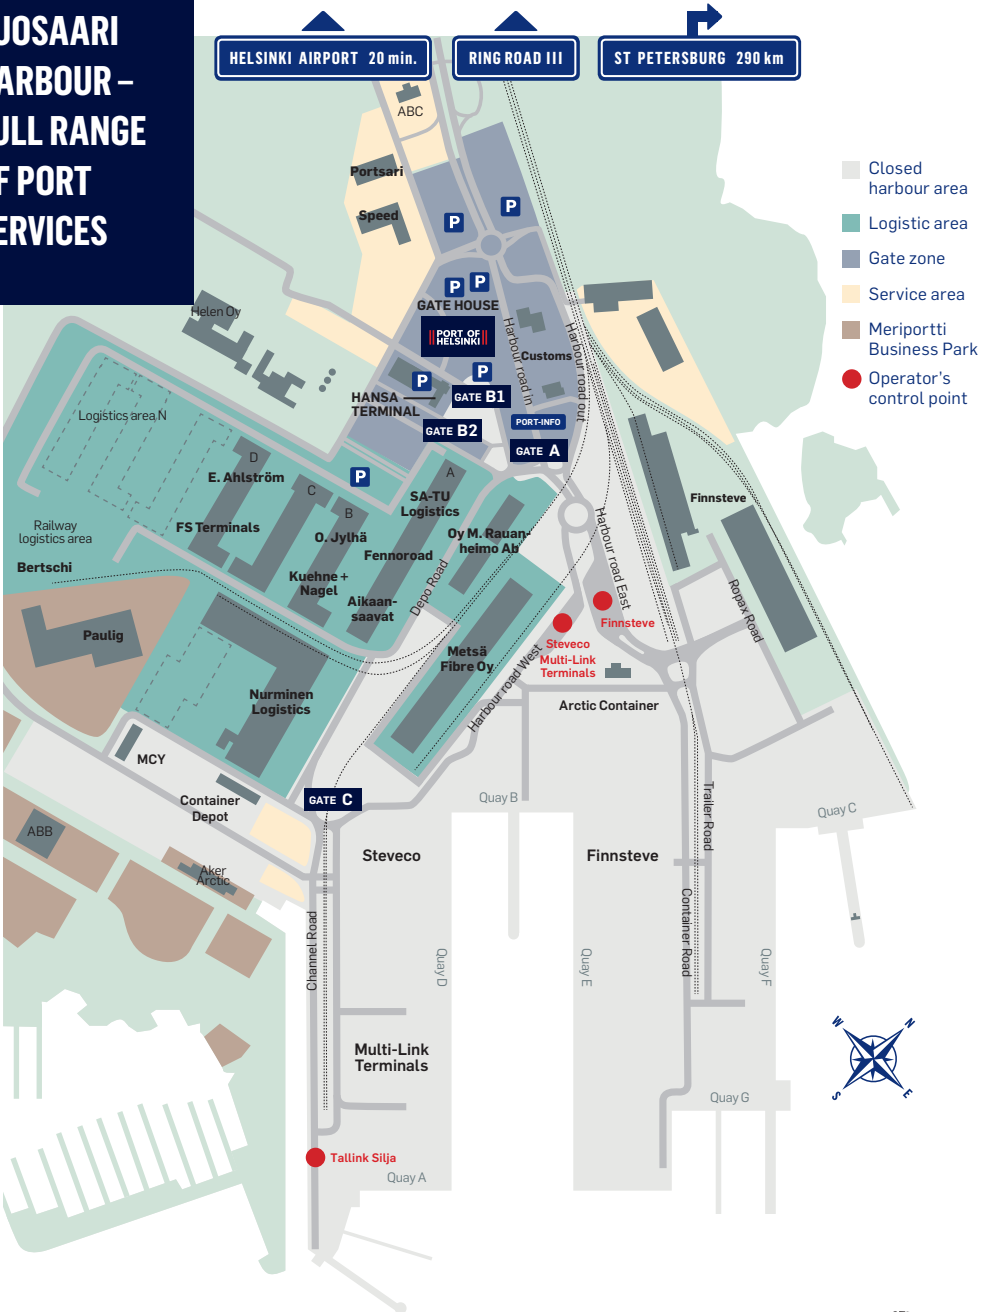 UOSAARI
ARBOUR –
ULL RANGE
F PORT
ERVICES
HELSINKI AIRPORT 20 min.
RING ROAD III
ST PETERSBURG 290 km
Closed
harbour area
Logistic area
Gate zone
Service area
Meriportti
Business Park
Operator's
control point
ABC
Portsari
Speed
P
P
P
P
GATE HOUSE
PORT OF
HELSINKI
Helen Oy
Harbour road in
Harbour road out
Customs
P
P
HANSA
TERMINAL
GATE B1
GATE B2
PORT-INFO
GATE A
Logistics area N
P
D
E. Ahlström
C
B
A
SA-TU
Logistics
FS Terminals
O. Jylhä
Fennoroad
Oy M. Rauan-
heimo Ab
Finnsteve
Railway
logistics area
Bertschi
Kuehne +
Nagel
Aikaan-
saavat
Depo Road
Harbour road East
Ropax Road
Paulig
Finnsteve
Steveco
Multi-Link
Terminals
Metsä
Fibre Oy
Harbour road West
Nurminen
Logistics
Arctic Container
MCY
Container
Depot
GATE C
Quay B
Trailer Road
Quay C
ABB
Steveco
Finnsteve
Aker
Arctic
Channel Road
Quay D
Quay E
Container Road
Quay F
Multi-Link
Terminals
Quay G
W
N
S
E
Tallink Silja
Quay A